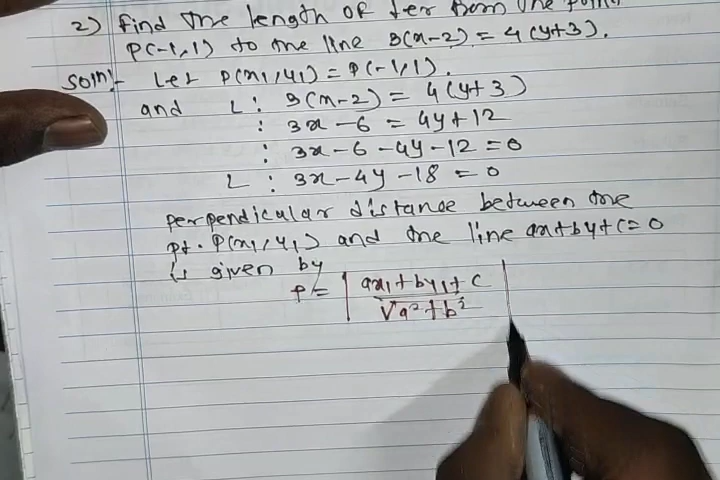 2) Find the length of ter from the point
P(-1,1) to the line 3(x-2) = 4(y+3).
Soln:- Let P(x1,y1) = P(-1,1).
and L : 3(x-2) = 4(y+3)
: 3x - 6 = 4y + 12
: 3x - 6 - 4y - 12 = 0
L : 3x - 4y - 18 = 0
perpendicular distance between the
pt. P(x1,y1) and the line ax+by+c=0
is given by
P = | ax1 + by1 + c / √a²+b² |